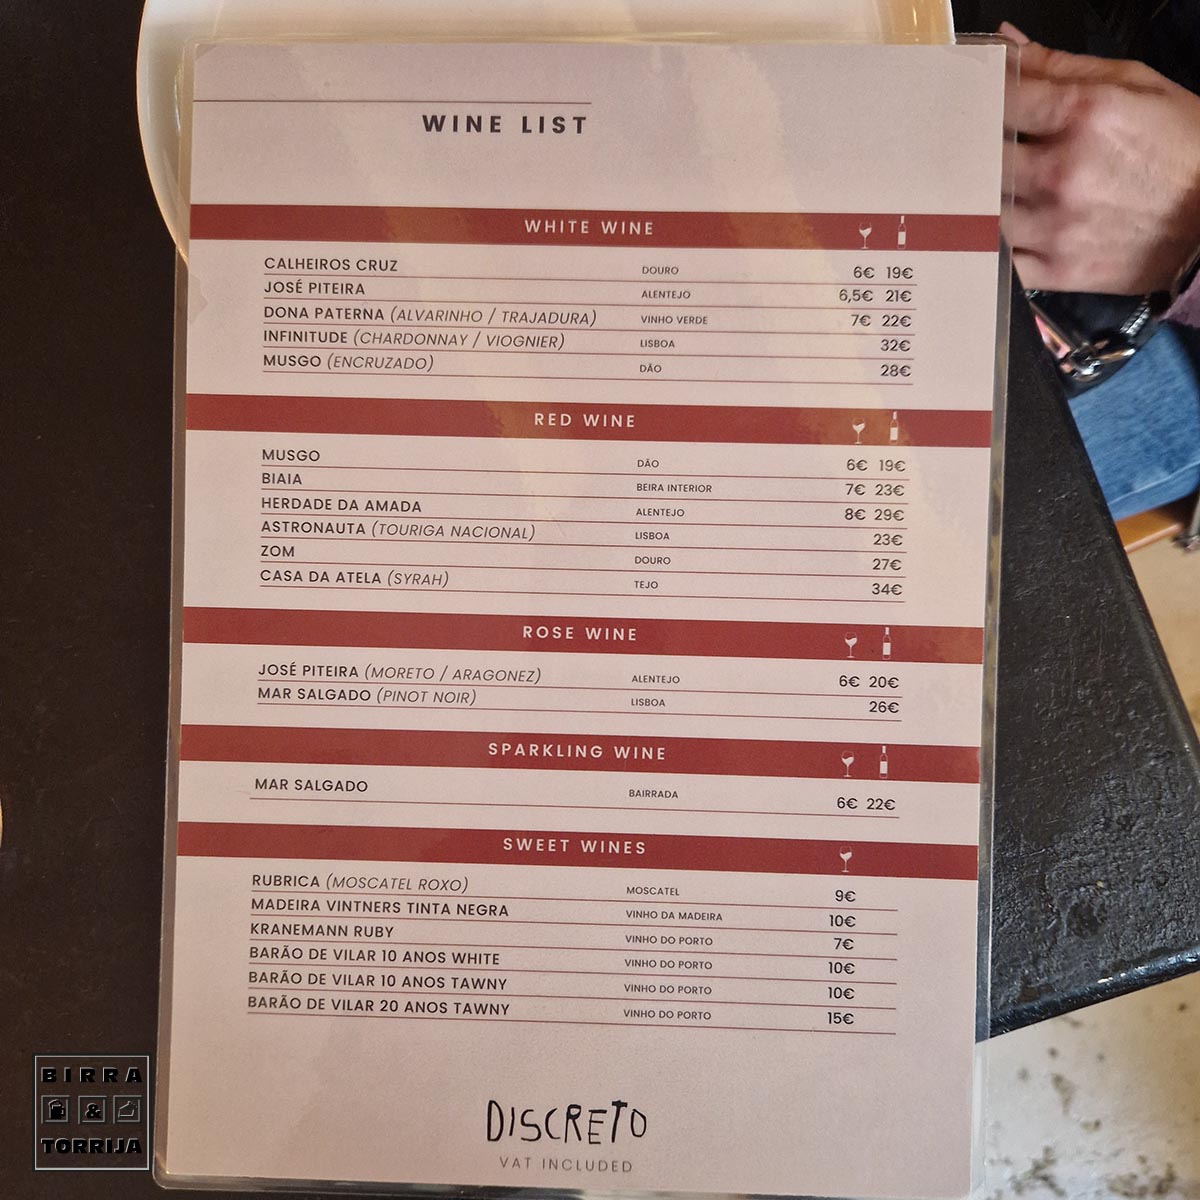 WINE LIST
WHITE WINE
CALHEIROS CRUZ DOURO 6€ 19€
JOSÉ PITEIRA ALENTEJO 6,5€ 21€
DONA PATERNA (ALVARINHO / TRAJADURA) VINHO VERDE 7€ 22€
INFINITUDE (CHARDONNAY / VIOGNIER) LISBOA 32€
MUSGO (ENCRUZADO) DÃO 28€
RED WINE
MUSGO DÃO 6€ 19€
BIAIA BEIRA INTERIOR 7€ 23€
HERDADE DA AMADA ALENTEJO 8€ 29€
ASTRONAUTA (TOURIGA NACIONAL) LISBOA 23€
ZOM DOURO 27€
CASA DA ATELA (SYRAH) TEJO 34€
ROSE WINE
JOSÉ PITEIRA (MORETO / ARAGONEZ) ALENTEJO 6€ 20€
MAR SALGADO (PINOT NOIR) LISBOA 26€
SPARKLING WINE
MAR SALGADO BAIRRADA 6€ 22€
SWEET WINES
RUBRICA (MOSCATEL ROXO) MOSCATEL 9€
MADEIRA VINTNERS TINTA NEGRA VINHO DA MADEIRA 10€
KRANEMANN RUBY VINHO DO PORTO 7€
BARÃO DE VILAR 10 ANOS WHITE VINHO DO PORTO 10€
BARÃO DE VILAR 10 ANOS TAWNY VINHO DO PORTO 10€
BARÃO DE VILAR 20 ANOS TAWNY VINHO DO PORTO 15€
DISCRETO
VAT INCLUDED
BIRRA
&
TORRIJA